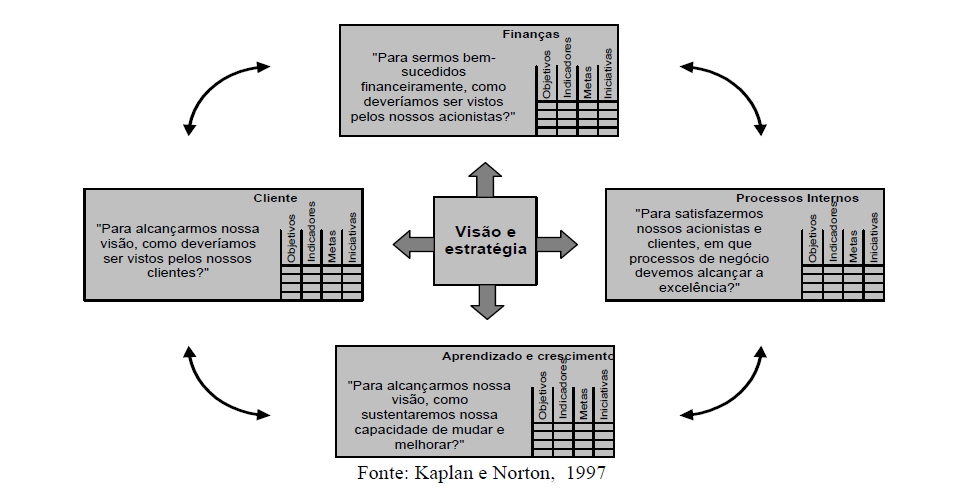 Finanças
"Para sermos bem-
sucedidos
financeiramente, como
deveríamos ser vistos
pelos nossos acionistas?"
Objetivos
Indicadores
Metas
Iniciativas
Cliente
"Para alcançarmos nossa
visão, como deveríamos
ser vistos pelos nossos
clientes?"
Objetivos
Indicadores
Metas
Iniciativas
Visão e
estratégia
Processos Internos
"Para satisfazermos
nossos acionistas e
clientes, em que
processos de negócio
devemos alcançar a
excelência?"
Objetivos
Indicadores
Metas
Iniciativas
Aprendizado e crescimento
"Para alcançarmos nossa
visão, como
sustentaremos nossa
capacidade de mudar e
melhorar?"
Objetivos
Indicadores
Metas
Iniciativas
Fonte: Kaplan e Norton, 1997